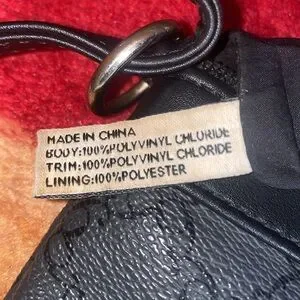 MADE IN CHINA
BODY:100%POLYVINYL CHLORIDE
TRIM:100%POLYVINYL CHLORIDE
LINING:100%POLYESTER